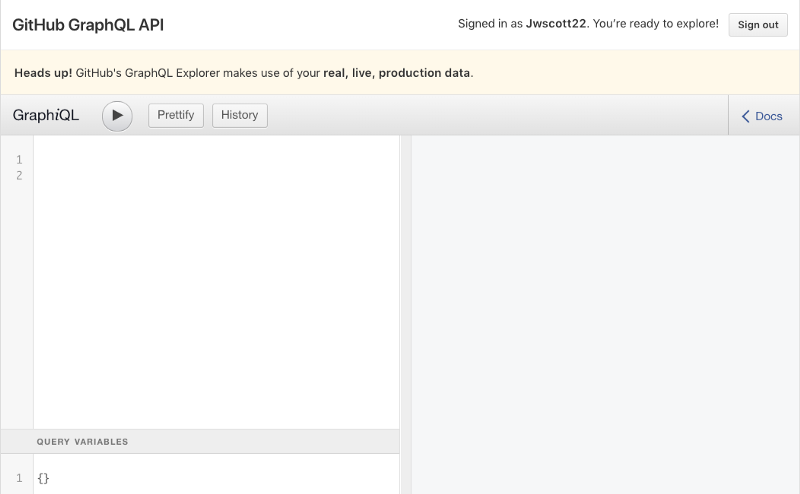 GitHub GraphQL API
Signed in as Jwscott22. You're ready to explore!
Sign out
Heads up! GitHub's GraphQL Explorer makes use of your real, live, production data.
GraphiQL
Prettify
History
Docs
1
2
QUERY VARIABLES
1 {}